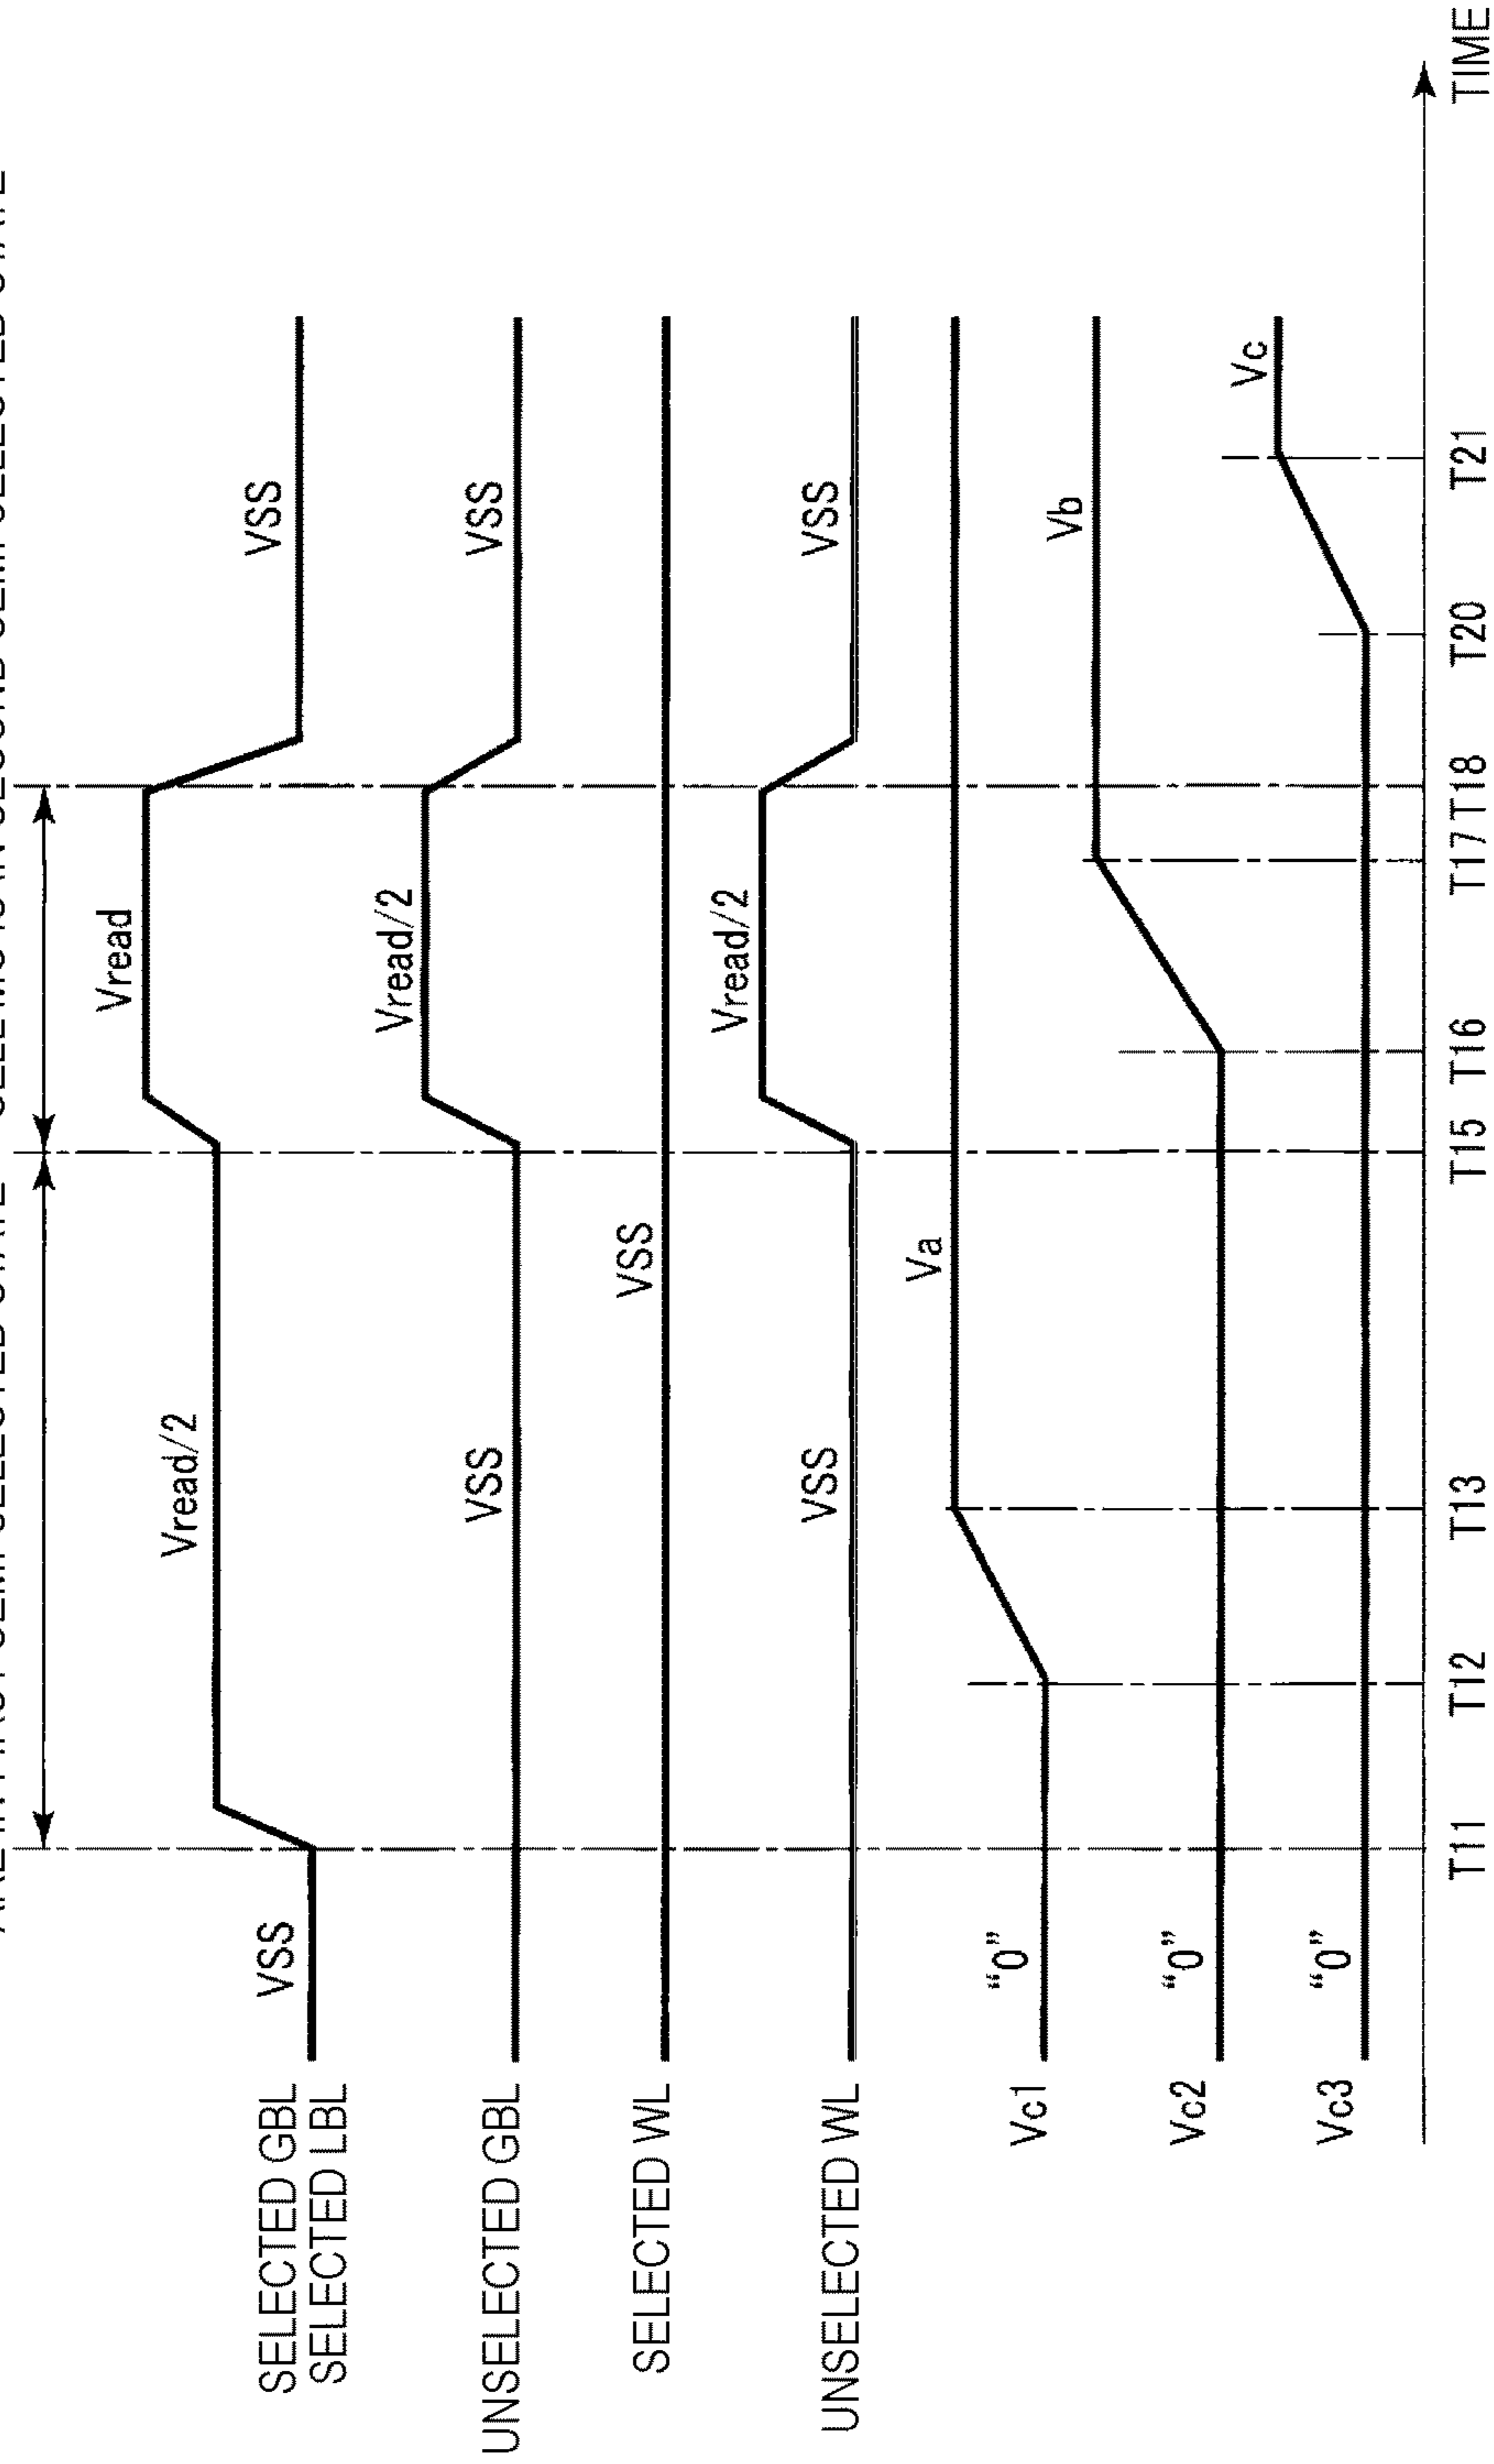 SELECTED GBL
SELECTED LBL
VSS
Vread/2
Vread
VSS
UNSELECTED GBL
VSS
Vread/2
VSS
SELECTED WL
VSS
UNSELECTED WL
VSS
Vread/2
VSS
Vc1
“0”
Va
Vc2
“0”
Vb
Vc3
“0”
Vc
T11 T12 T13 T15 T16 T17 T18 T20 T21
TIME